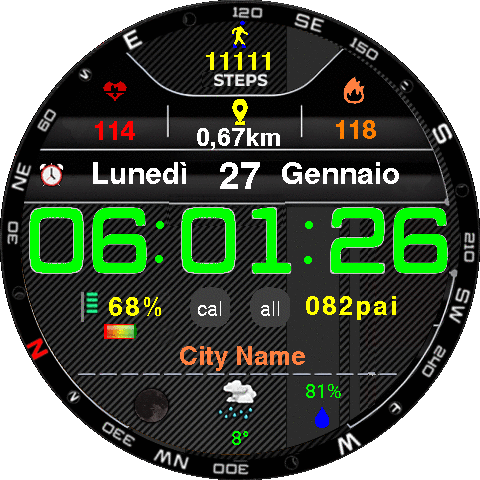 120
E
SE
150
11111
STEPS
60
S
114
0,67km
118
NE
Lunedì 27 Gennaio
30
06:01:26
210
68%
cal
all
082pai
SW
N
City Name
240
81%
8°
W
330
NW
300